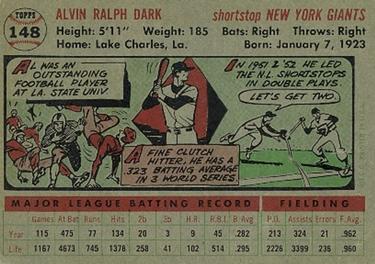 TOPPS
148
ALVIN RALPH DARK shortstop NEW YORK GIANTS
Height: 5'11" Weight: 185 Bats: Right Throws: Right
Home: Lake Charles, La. Born: January 7, 1923
AL WAS AN
OUTSTANDING
FOOTBALL PLAYER
AT LA. STATE UNIV.
A FINE CLUTCH
HITTER, HE HAS A
.323 BATTING AVERAGE
IN 3 WORLD SERIES.
IN 1951 & '52 HE LED
THE N.L. SHORTSTOPS
IN DOUBLE PLAYS.
LET'S GET TWO.
MAJOR LEAGUE BATTING RECORD FIELDING
Games At Bat Runs Hits 2b 3b H.R. R.B.I. B.Avg P.O. Assists Errors F.Avg.
Year 115 475 77 134 20 3 9 45 .282 213 324 21 .962
Life 1167 4673 745 1378 258 41 102 514 .295 2226 3399 236 .960